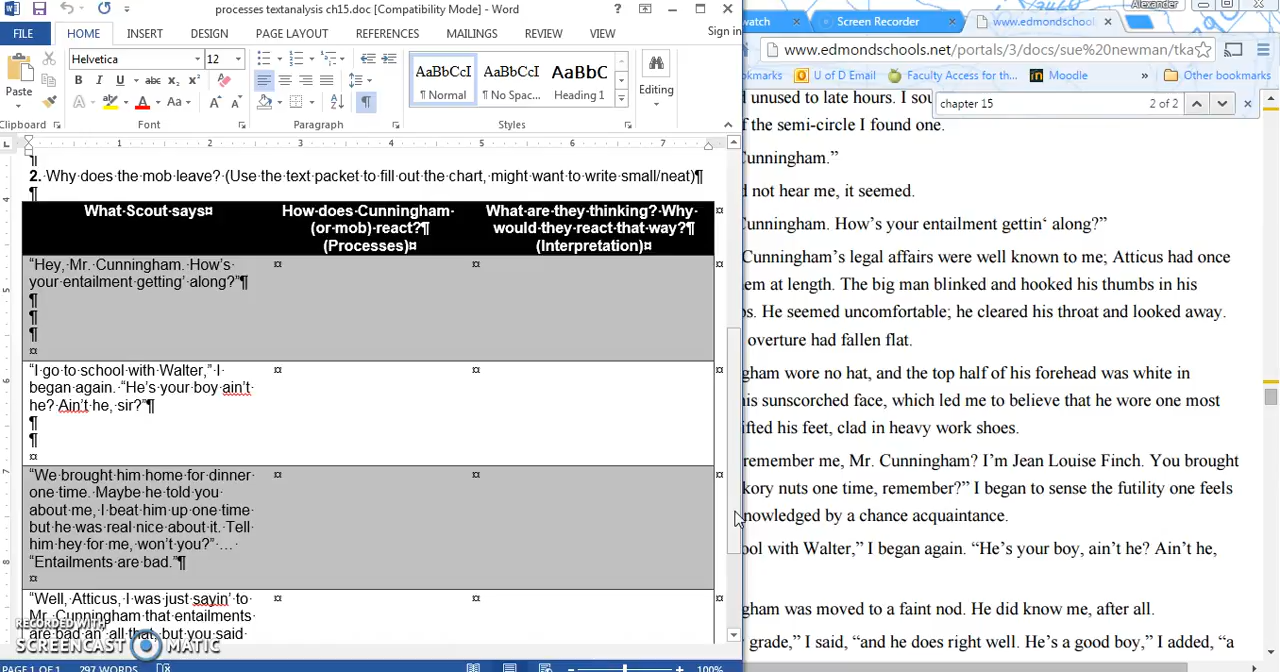 processes textanalysis ch15.doc [Compatibility Mode] - Word
FILE HOME INSERT DESIGN PAGE LAYOUT REFERENCES MAILINGS REVIEW VIEW Sign in
Helvetica 12
Paste
AaBbCcI AaBbCcI AaBbC
¶ Normal ¶ No Spac... Heading 1
Editing
Clipboard Font Paragraph Styles
1 2 3 4 5 6 7
¶
2. Why does the mob leave? (Use the text packet to fill out the chart, might want to write small/neat)¶
¶
What Scout says¤
How does Cunningham
(or mob) react?¶
(Processes)¤
What are they thinking? Why
would they react that way?¶
(Interpretation)¤
“Hey, Mr. Cunningham. How’s
your entailment getting’ along?”¶
“I go to school with Walter,” I
began again. “He’s your boy ain’t
he? Ain’t he, sir?”¶
“We brought him home for dinner
one time. Maybe he told you
about me, I beat him up one time
but he was real nice about it. Tell
him hey for me, won’t you?” …
“Entailments are bad.”¶
“Well, Atticus, I was just sayin’ to
Mr. Cunningham that entailments
are bad an’ all that, but you said
RECORDED WITH
SCREENCAST MATIC
PAGE 1 OF 1 297 WORDS 100%
Alexander
watch Screen Recorder www.edmondschool
www.edmondschools.net/portals/3/docs/sue%20newman/tka
kmarks U of D Email Faculty Access for th... Moodle » Other bookmarks
chapter 15 2 of 2
d unused to late hours. I sou
f the semi-circle I found one.
Cunningham.”
d not hear me, it seemed.
Cunningham. How’s your entailment gettin‘ along?”
Cunningham’s legal affairs were well known to me; Atticus had once
em at length. The big man blinked and hooked his thumbs in his
s. He seemed uncomfortable; he cleared his throat and looked away.
overture had fallen flat.
gham wore no hat, and the top half of his forehead was white in
his sunscorched face, which led me to believe that he wore one most
ifted his feet, clad in heavy work shoes.
remember me, Mr. Cunningham? I’m Jean Louise Finch. You brought
kory nuts one time, remember?” I began to sense the futility one feels
nowledged by a chance acquaintance.
ool with Walter,” I began again. “He’s your boy, ain’t he? Ain’t he,
gham was moved to a faint nod. He did know me, after all.
grade,” I said, “and he does right well. He’s a good boy,” I added, “a